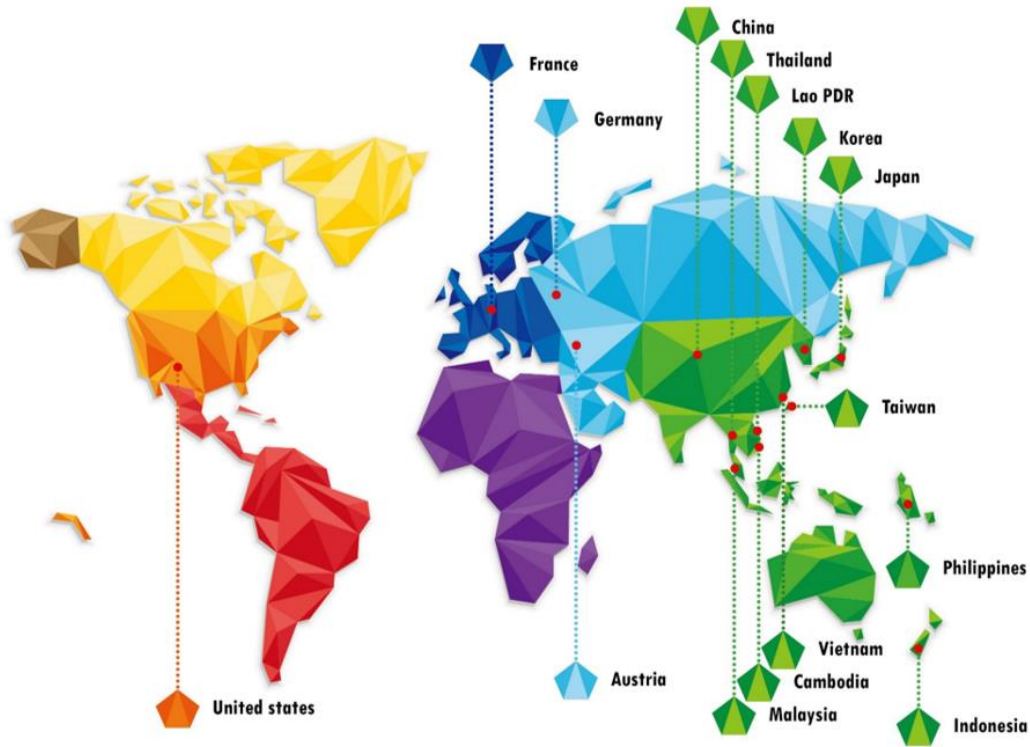 China
France
Thailand
Lao PDR
Germany
Korea
Japan
Taiwan
Philippines
Vietnam
Austria
Cambodia
United states
Malaysia
Indonesia